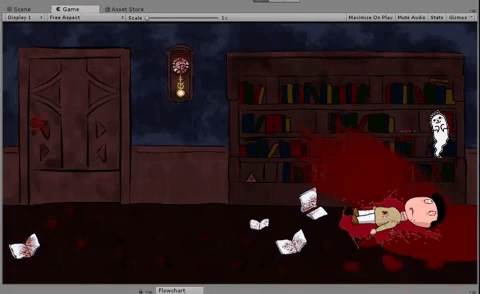 Scene Game Asset Store
Display 1 Free Aspect Scale 1x Maximize On Play Mute Audio Stats Gizmos
Flowchart